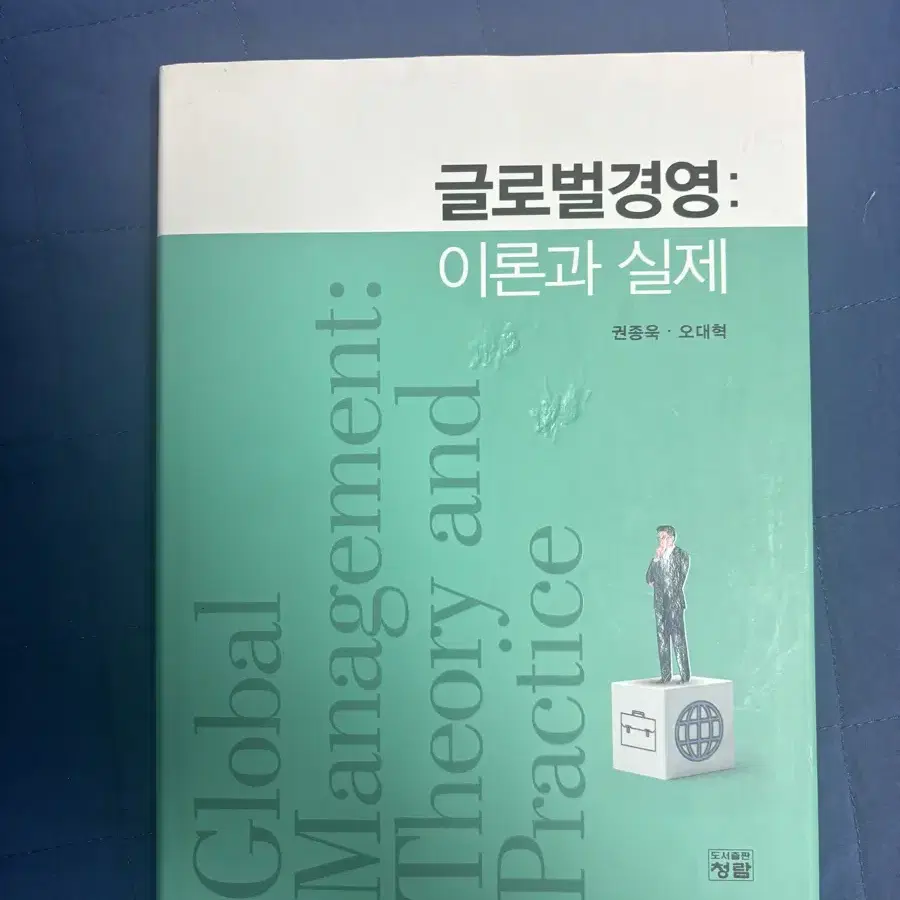 글로벌경영:
이론과 실제
권종욱 · 오대혁
Global
Management:
Theory and
Practice
도서출판
청람